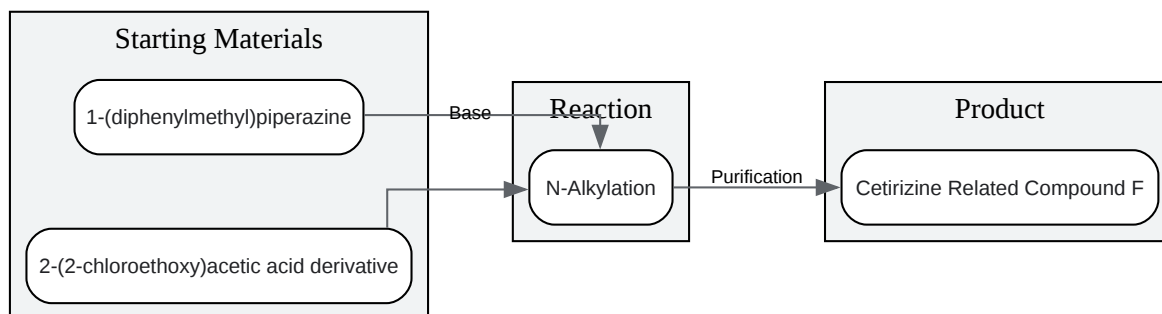 Starting Materials
1-(diphenylmethyl)piperazine
2-(2-chloroethoxy)acetic acid derivative
Base
Reaction
N-Alkylation
Purification
Product
Cetirizine Related Compound F